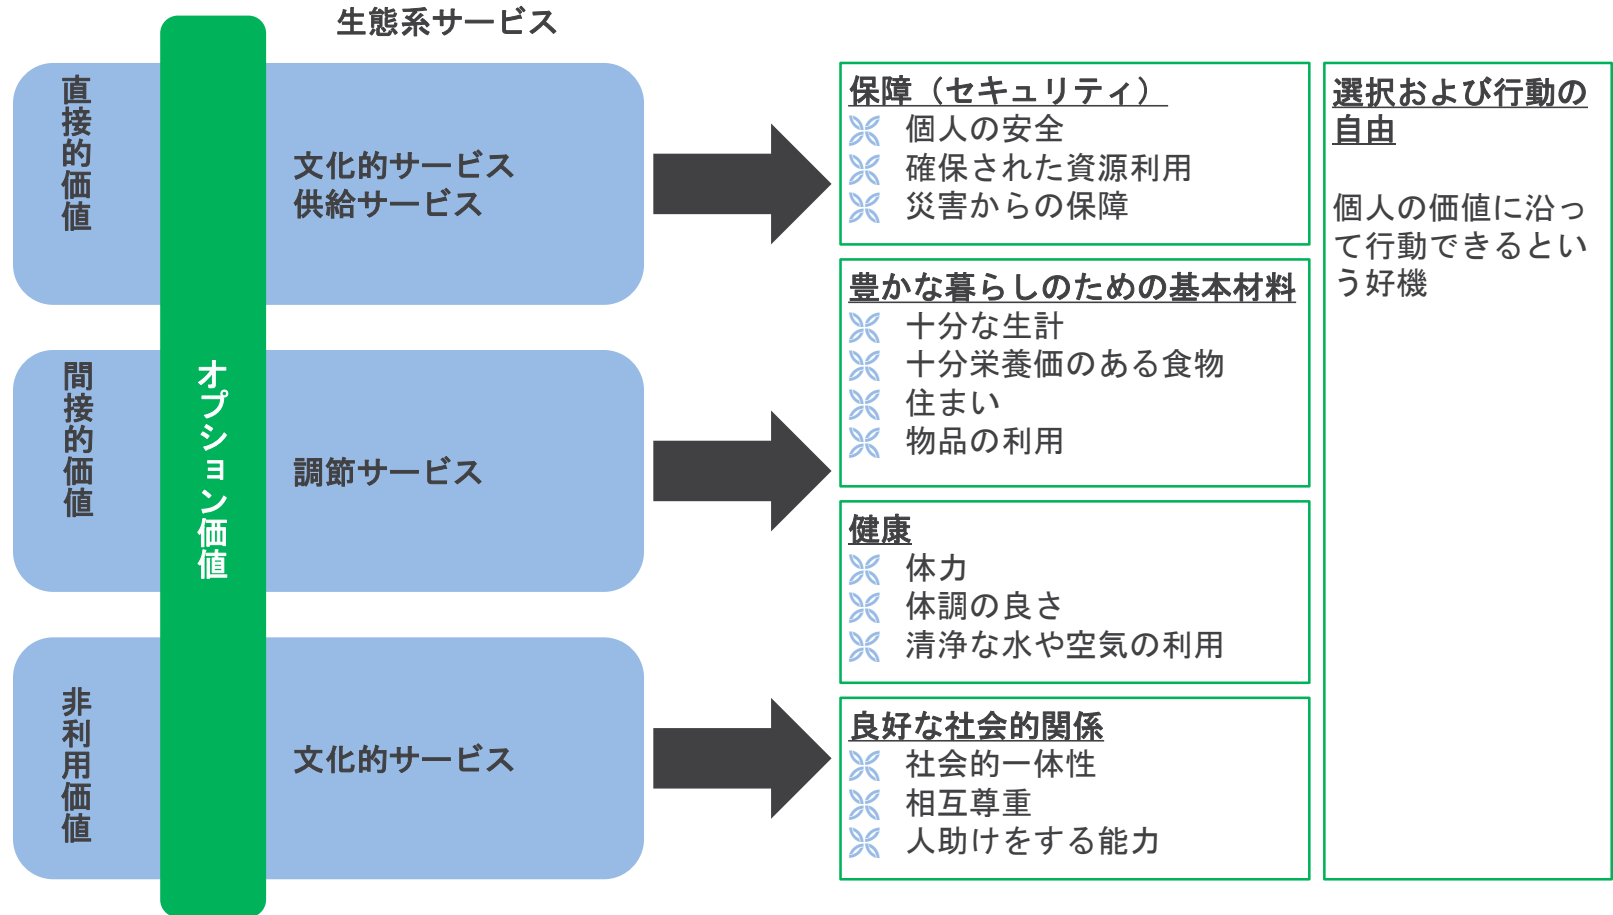 生態系サービス
直接的価値
文化的サービス
供給サービス
間接的価値
調節サービス
非利用価値
文化的サービス
オプション価値
保障（セキュリティ）
個人の安全
確保された資源利用
災害からの保障
豊かな暮らしのための基本材料
十分な生計
十分栄養価のある食物
住まい
物品の利用
健康
体力
体調の良さ
清浄な水や空気の利用
良好な社会的関係
社会的一体性
相互尊重
人助けをする能力
選択および行動の
自由
個人の価値に沿っ
て行動できるとい
う好機